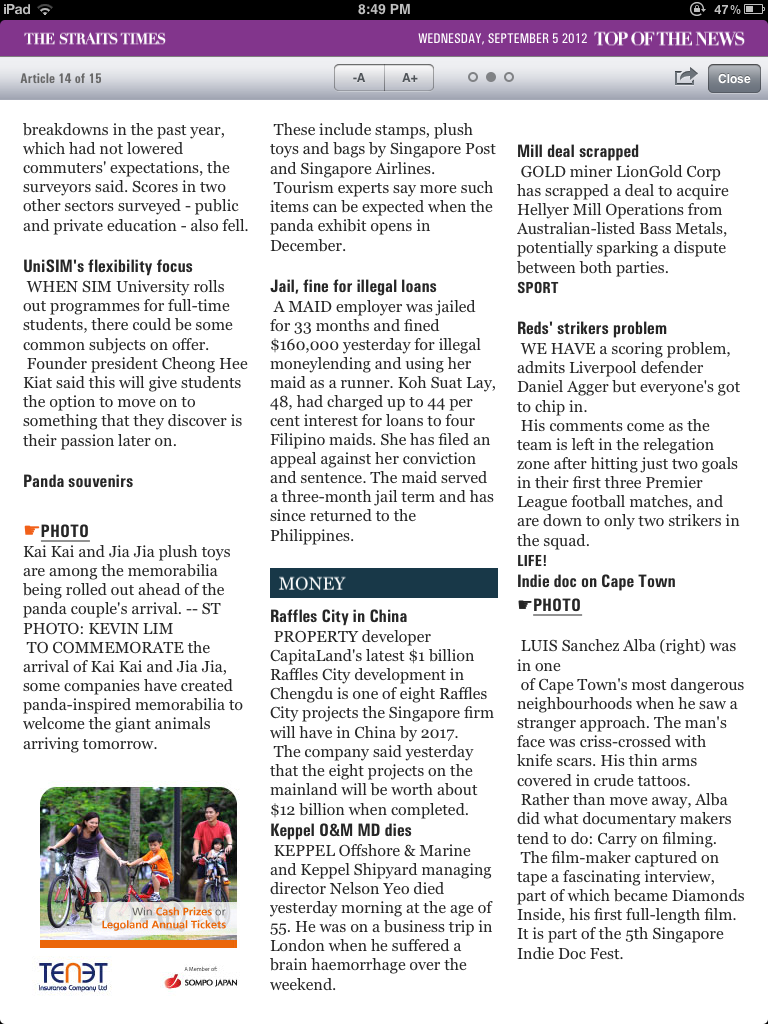 iPad
8:49 PM
47%
THE STRAITS TIMES
WEDNESDAY, SEPTEMBER 5 2012 TOP OF THE NEWS
Article 14 of 15
-A
A+
Close
breakdowns in the past year,
which had not lowered
commuters' expectations, the
surveyors said. Scores in two
other sectors surveyed - public
and private education - also fell.
UniSIM's flexibility focus
WHEN SIM University rolls
out programmes for full-time
students, there could be some
common subjects on offer.
Founder president Cheong Hee
Kiat said this will give students
the option to move on to
something that they discover is
their passion later on.
Panda souvenirs
PHOTO
Kai Kai and Jia Jia plush toys
are among the memorabilia
being rolled out ahead of the
panda couple's arrival. -- ST
PHOTO: KEVIN LIM
TO COMMEMORATE the
arrival of Kai Kai and Jia Jia,
some companies have created
panda-inspired memorabilia to
welcome the giant animals
arriving tomorrow.
Win Cash Prizes or
Legoland Annual Tickets
TENET
Insurance Company Ltd
A Member of:
SOMPO JAPAN
These include stamps, plush
toys and bags by Singapore Post
and Singapore Airlines.
Tourism experts say more such
items can be expected when the
panda exhibit opens in
December.
Jail, fine for illegal loans
A MAID employer was jailed
for 33 months and fined
$160,000 yesterday for illegal
moneylending and using her
maid as a runner. Koh Suat Lay,
48, had charged up to 44 per
cent interest for loans to four
Filipino maids. She has filed an
appeal against her conviction
and sentence. The maid served
a three-month jail term and has
since returned to the
Philippines.
MONEY
Raffles City in China
PROPERTY developer
CapitaLand's latest $1 billion
Raffles City development in
Chengdu is one of eight Raffles
City projects the Singapore firm
will have in China by 2017.
The company said yesterday
that the eight projects on the
mainland will be worth about
$12 billion when completed.
Keppel O&M MD dies
KEPPEL Offshore & Marine
and Keppel Shipyard managing
director Nelson Yeo died
yesterday morning at the age of
55. He was on a business trip in
London when he suffered a
brain haemorrhage over the
weekend.
Mill deal scrapped
GOLD miner LionGold Corp
has scrapped a deal to acquire
Hellyer Mill Operations from
Australian-listed Bass Metals,
potentially sparking a dispute
between both parties.
SPORT
Reds' strikers problem
WE HAVE a scoring problem,
admits Liverpool defender
Daniel Agger but everyone's got
to chip in.
His comments come as the
team is left in the relegation
zone after hitting just two goals
in their first three Premier
League football matches, and
are down to only two strikers in
the squad.
LIFE!
Indie doc on Cape Town
PHOTO
LUIS Sanchez Alba (right) was
in one
of Cape Town's most dangerous
neighbourhoods when he saw a
stranger approach. The man's
face was criss-crossed with
knife scars. His thin arms
covered in crude tattoos.
Rather than move away, Alba
did what documentary makers
tend to do: Carry on filming.
The film-maker captured on
tape a fascinating interview,
part of which became Diamonds
Inside, his first full-length film.
It is part of the 5th Singapore
Indie Doc Fest.